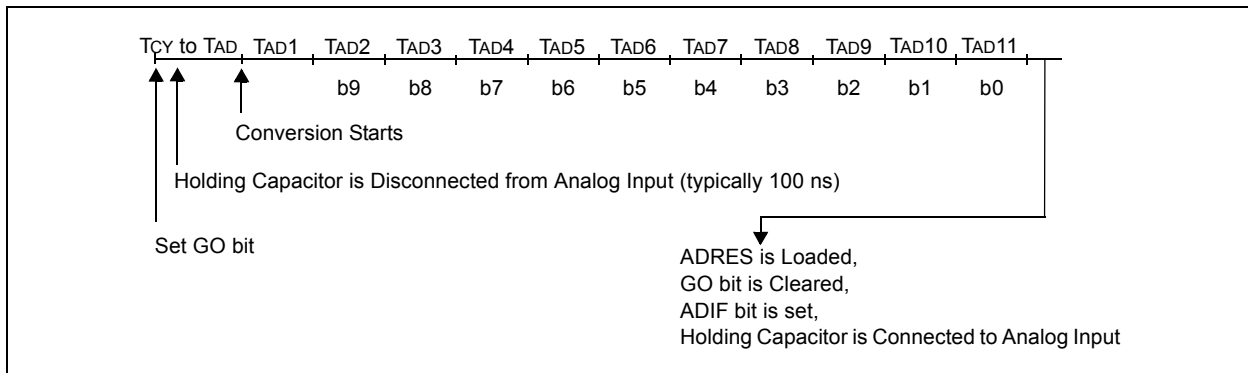 TCY to TAD TAD1 TAD2 TAD3 TAD4 TAD5 TAD6 TAD7 TAD8 TAD9 TAD10 TAD11
b9 b8 b7 b6 b5 b4 b3 b2 b1 b0
Conversion Starts
Holding Capacitor is Disconnected from Analog Input (typically 100 ns)
Set GO bit
ADRES is Loaded,
GO bit is Cleared,
ADIF bit is set,
Holding Capacitor is Connected to Analog Input